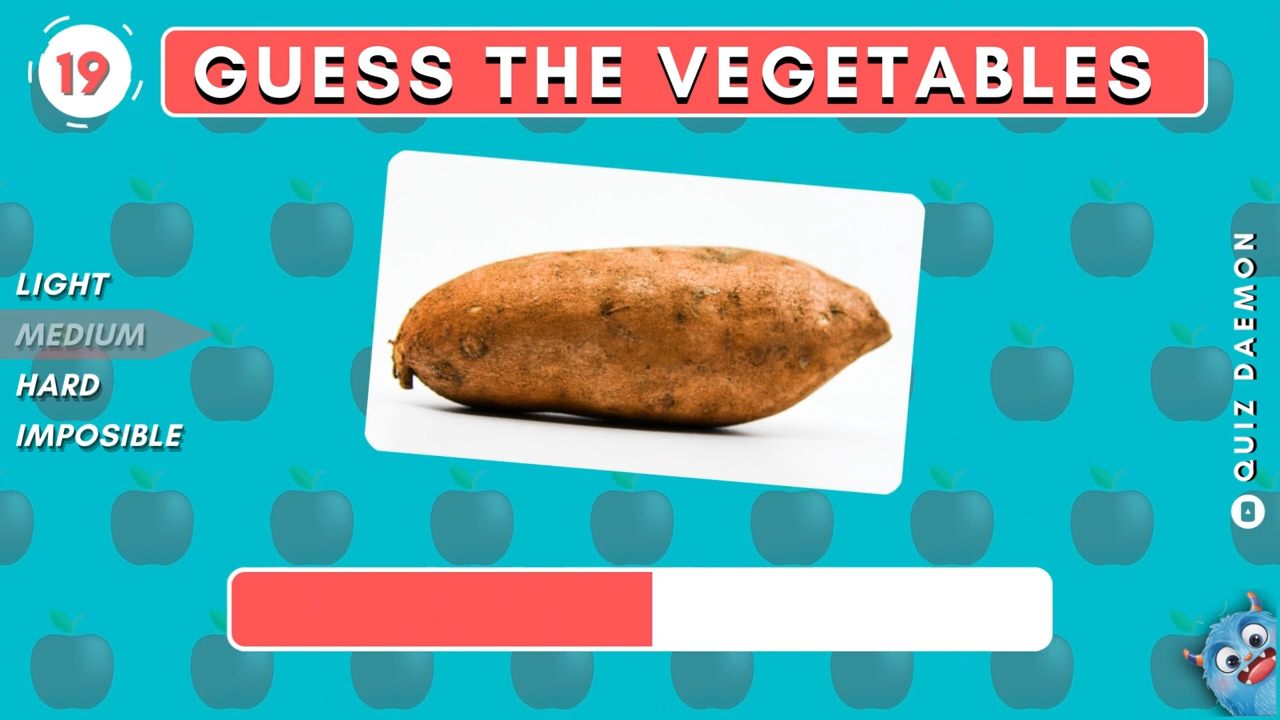 19
GUESS THE VEGETABLES
LIGHT
MEDIUM
HARD
IMPOSIBLE
QUIZ DAEMON